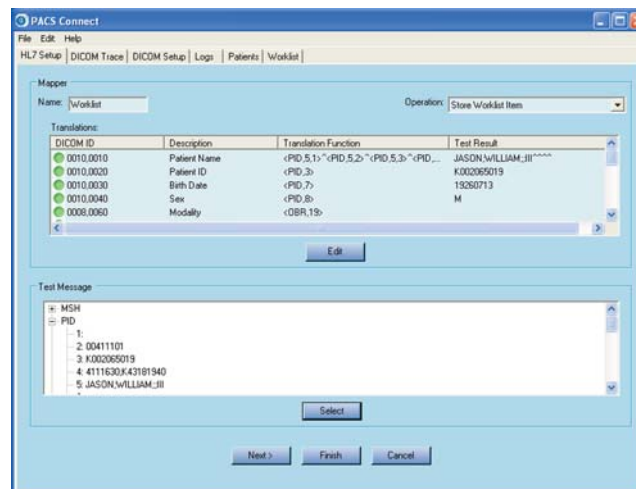 PACS Connect
File Edit Help
HL7 Setup DICOM Trace DICOM Setup Logs Patients Worklist
Mapper
Name: Worklist Operation: Store Worklist Item
Translations:
DICOM ID Description Translation Function Test Result
0010,0010 Patient Name <PID,5,1>^<PID,5,2>^<PID,5,3>^<PID,... JASON,WILLIAM,;III^^^^
0010,0020 Patient ID <PID,3> K002065019
0010,0030 Birth Date <PID,7> 19260713
0010,0040 Sex <PID,8> M
0008,0060 Modality <OBR,19>
Edit
Test Message
MSH
PID
1:
2: 00411101
3: K002065019
4: 4111630;K43181940
5: JASON,WILLIAM,;III
Select
Next > Finish Cancel